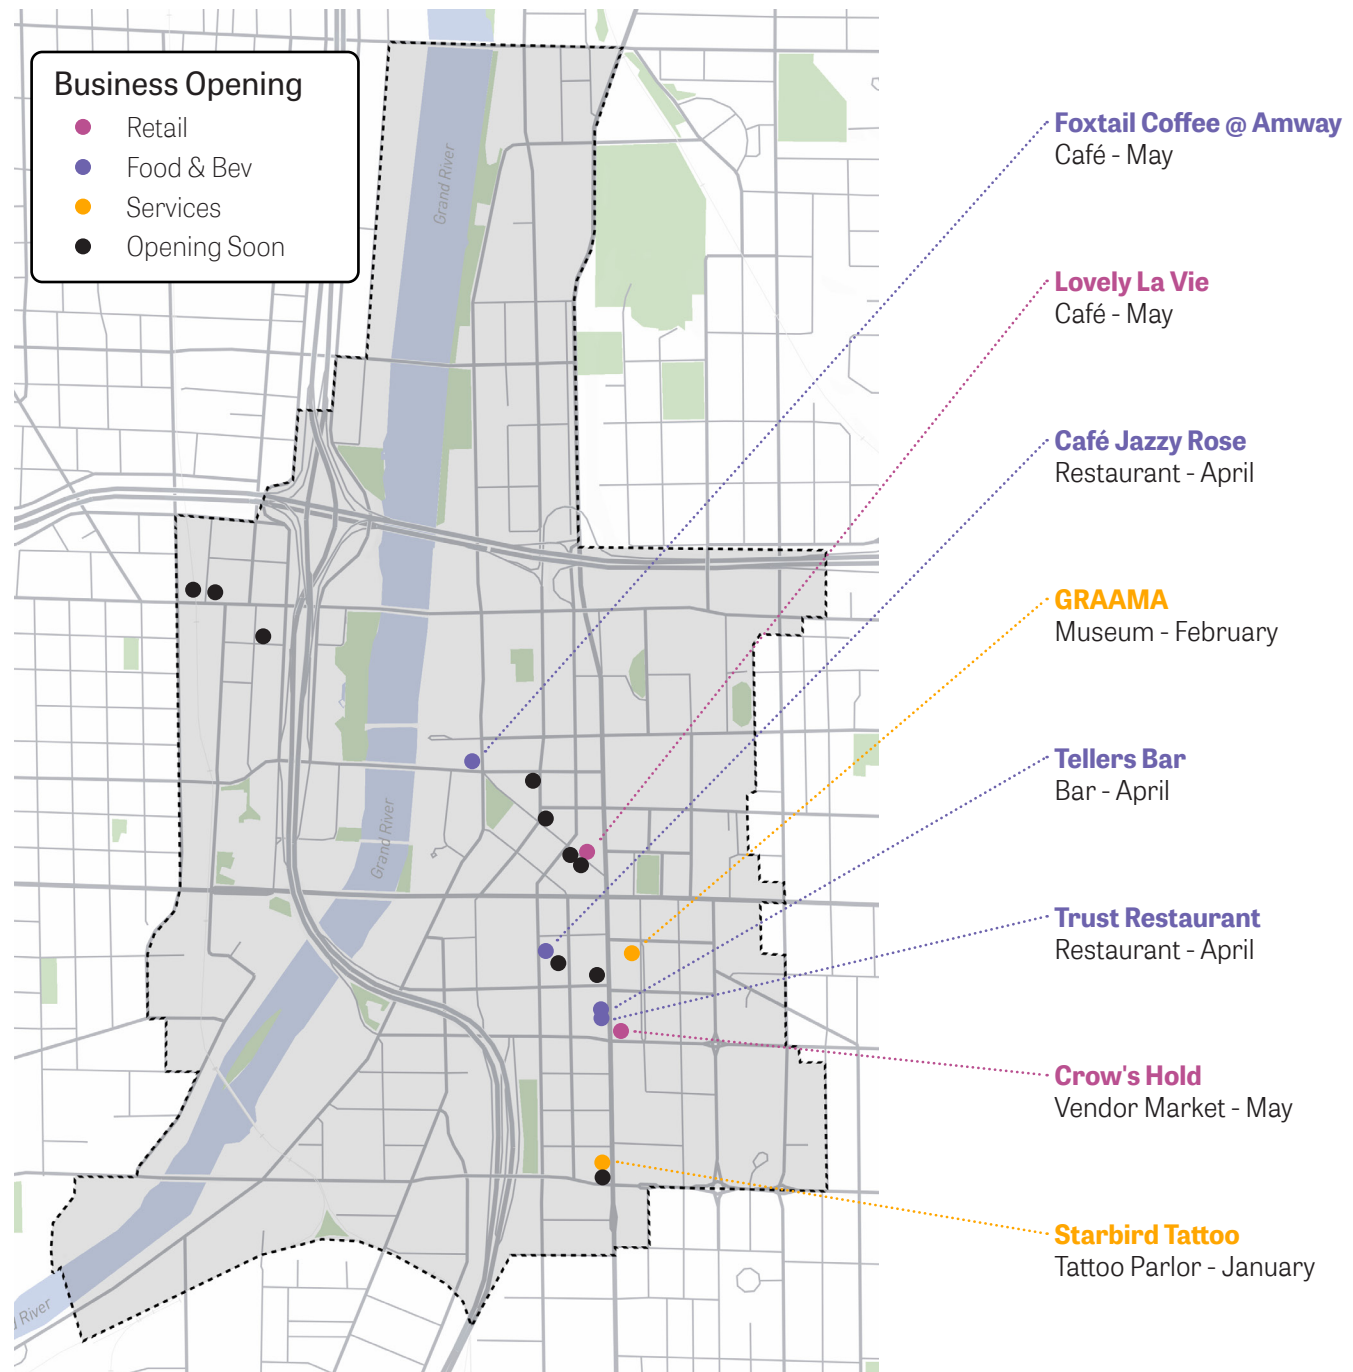 Business Opening
Retail
Food & Bev
Services
Opening Soon
Grand River
Grand River
d River
Foxtail Coffee @ Amway
Café - May
Lovely La Vie
Café - May
Café Jazzy Rose
Restaurant - April
GRAAMA
Museum - February
Tellers Bar
Bar - April
Trust Restaurant
Restaurant - April
Crow's Hold
Vendor Market - May
Starbird Tattoo
Tattoo Parlor - January